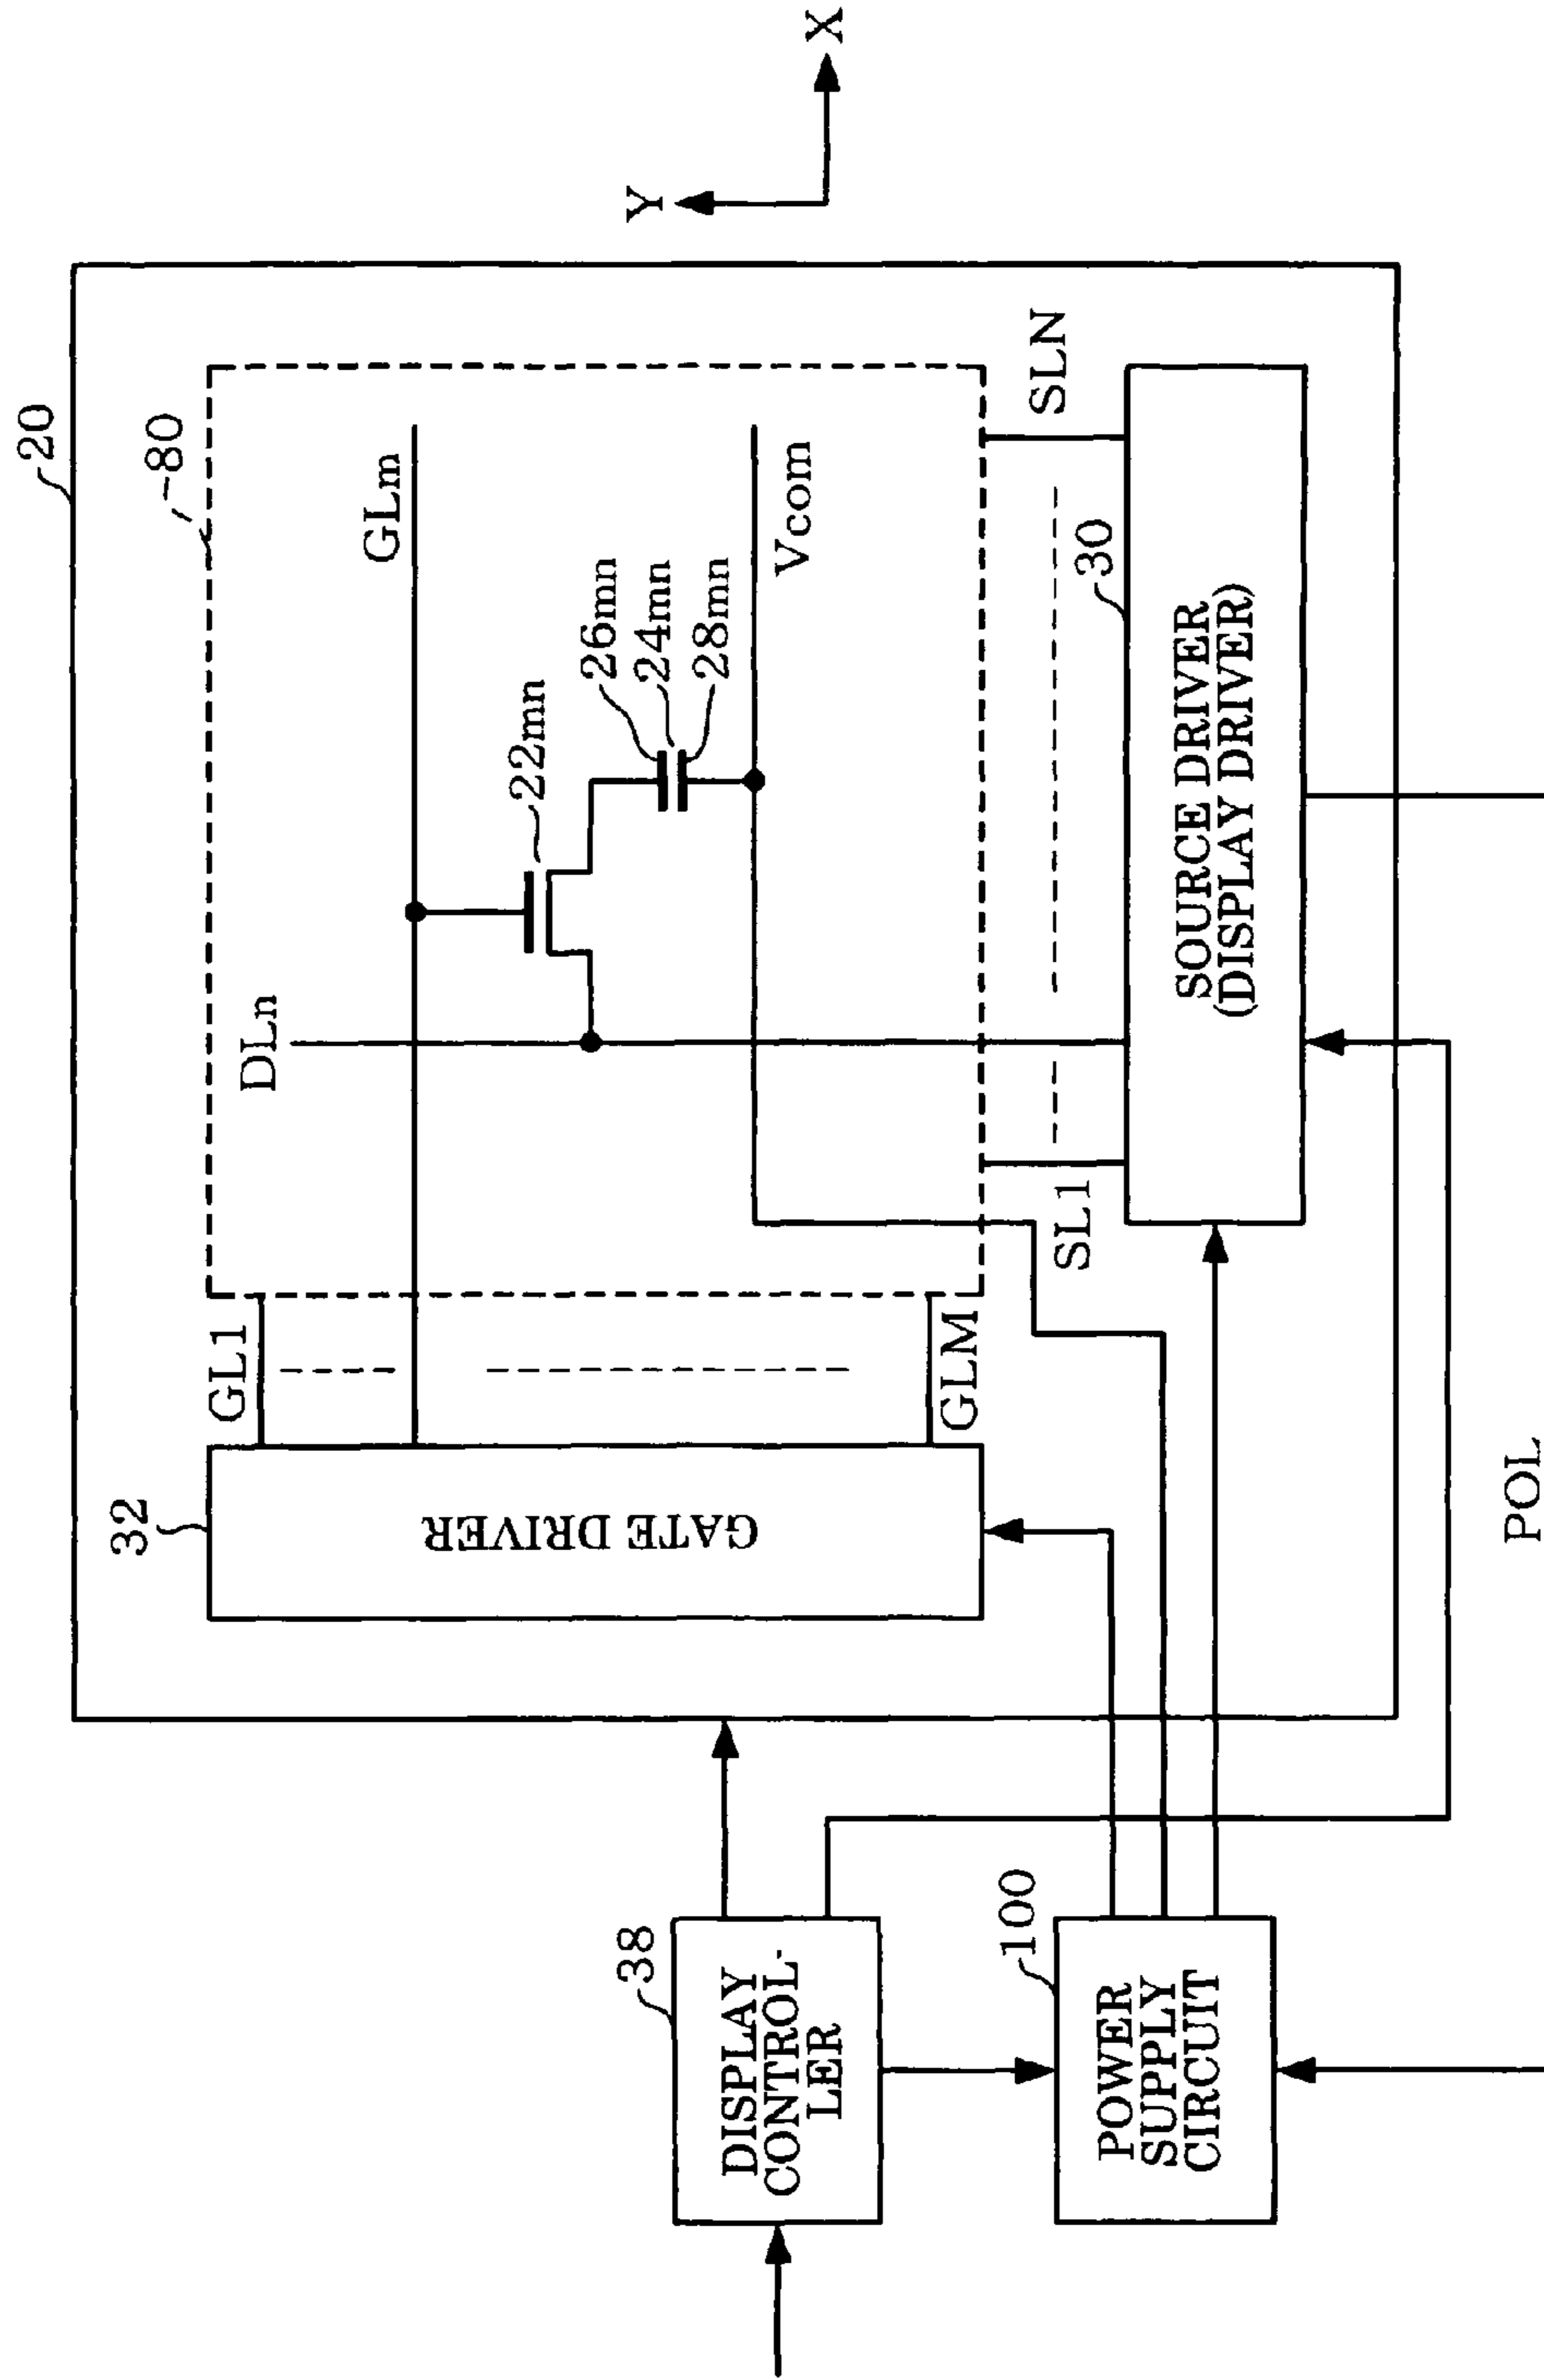 20
80
GLm
DLn
22mn
26mn
24mn
28mn
Vcom
32
GATE DRIVER
GL1
GLM
SL1
SLN
30
SOURCE DRIVER
(DISPLAY DRIVER)
Y
X
38
DISPLAY
CONTROL-
LER
100
POWER
SUPPLY
CIRCUIT
POL